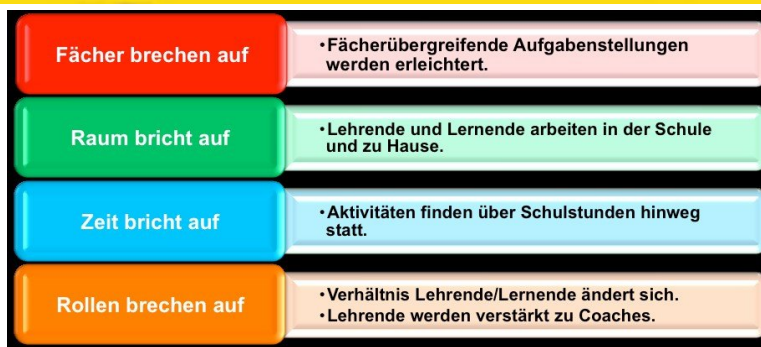 Fächer brechen auf
•Fächerübergreifende Aufgabenstellungen
werden erleichtert.
Raum bricht auf
•Lehrende und Lernende arbeiten in der Schule
und zu Hause.
Zeit bricht auf
•Aktivitäten finden über Schulstunden hinweg
statt.
Rollen brechen auf
•Verhältnis Lehrende/Lernende ändert sich.
•Lehrende werden verstärkt zu Coaches.